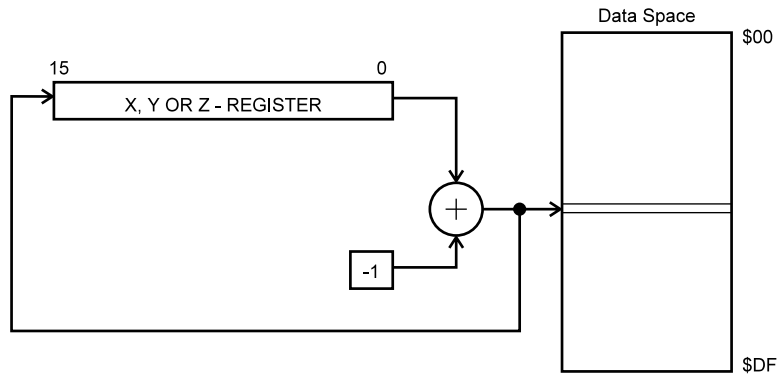 Data Space
$00
15
0
X, Y OR Z - REGISTER
+
-1
$DF